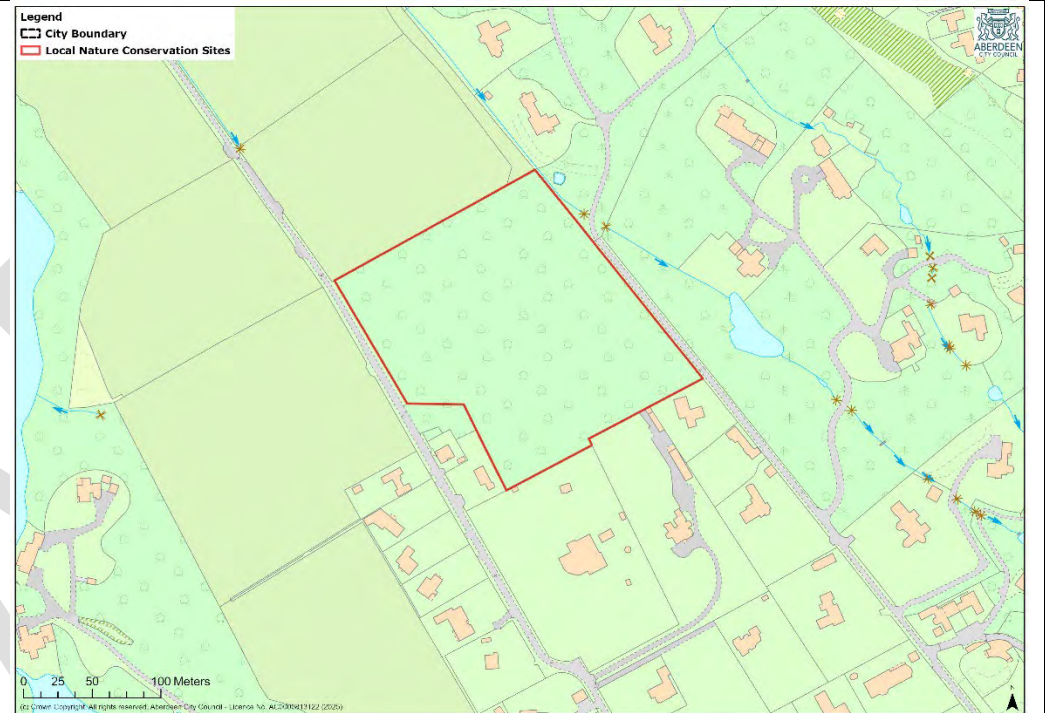 Legend
City Boundary
Local Nature Conservation Sites
ABERDEEN
CITY COUNCIL
0 25 50 100 Meters
(c) Crown Copyright. All rights reserved. Aberdeen City Council - Licence No. (2025)
N